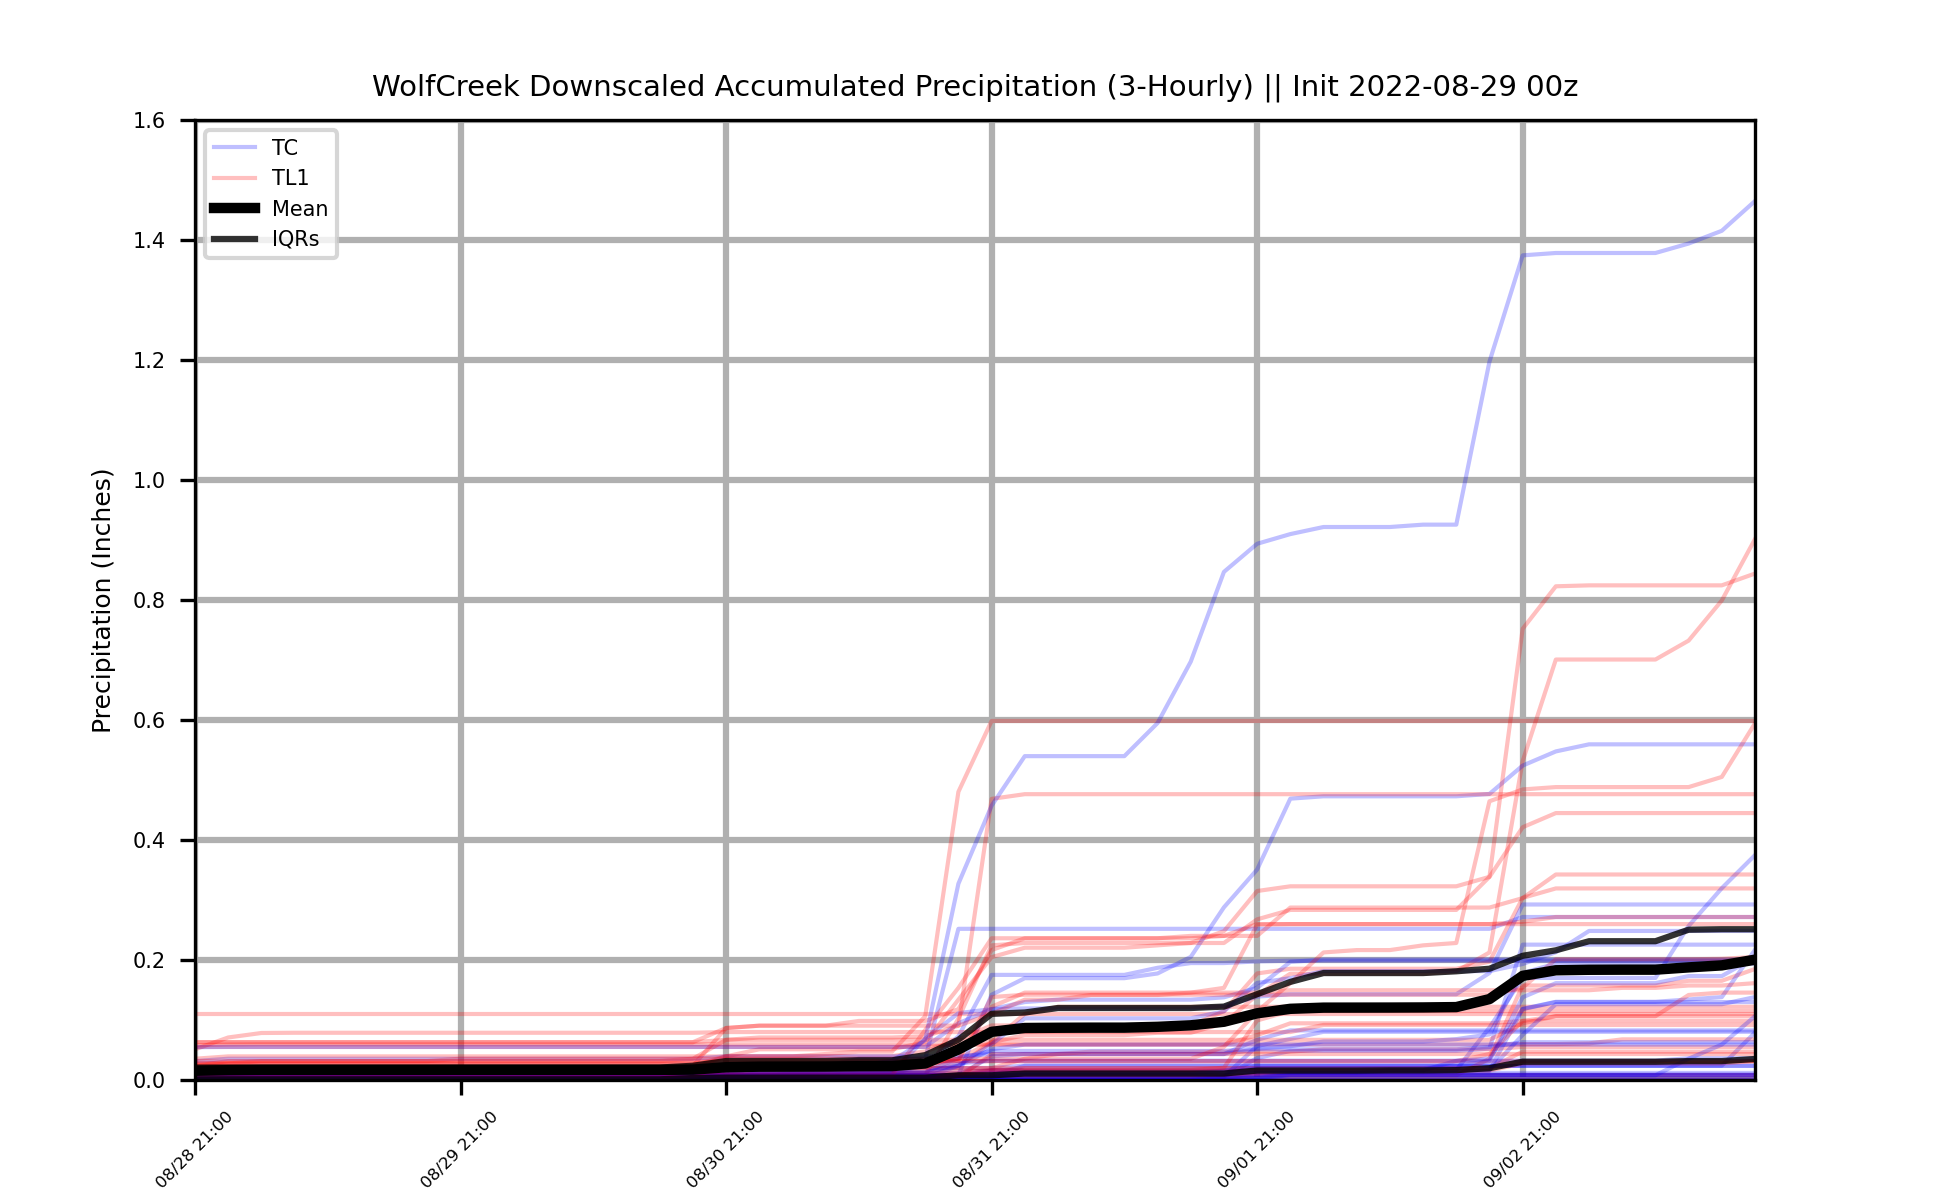 WolfCreek Downscaled Accumulated Precipitation (3-Hourly) || Init 2022-08-29 00z
TC
TL1
Mean
IQRs
Precipitation (Inches)
1.6
1.4
1.2
1.0
0.8
0.6
0.4
0.2
0.0
08/28 21:00
08/29 21:00
08/30 21:00
08/31 21:00
09/01 21:00
09/02 21:00